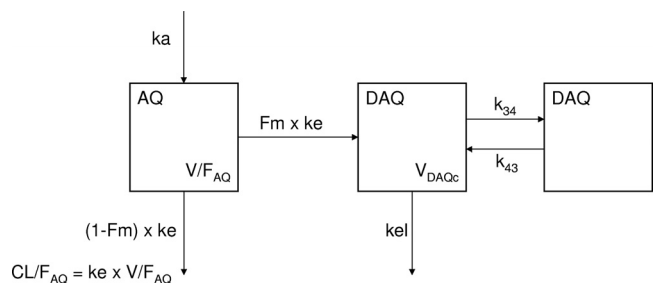 ka
AQ
DAQ
DAQ
k34
Fm x ke
k43
V/FAQ
VDAQc
(1-Fm) x ke
kel
CL/FAQ = ke x V/FAQ